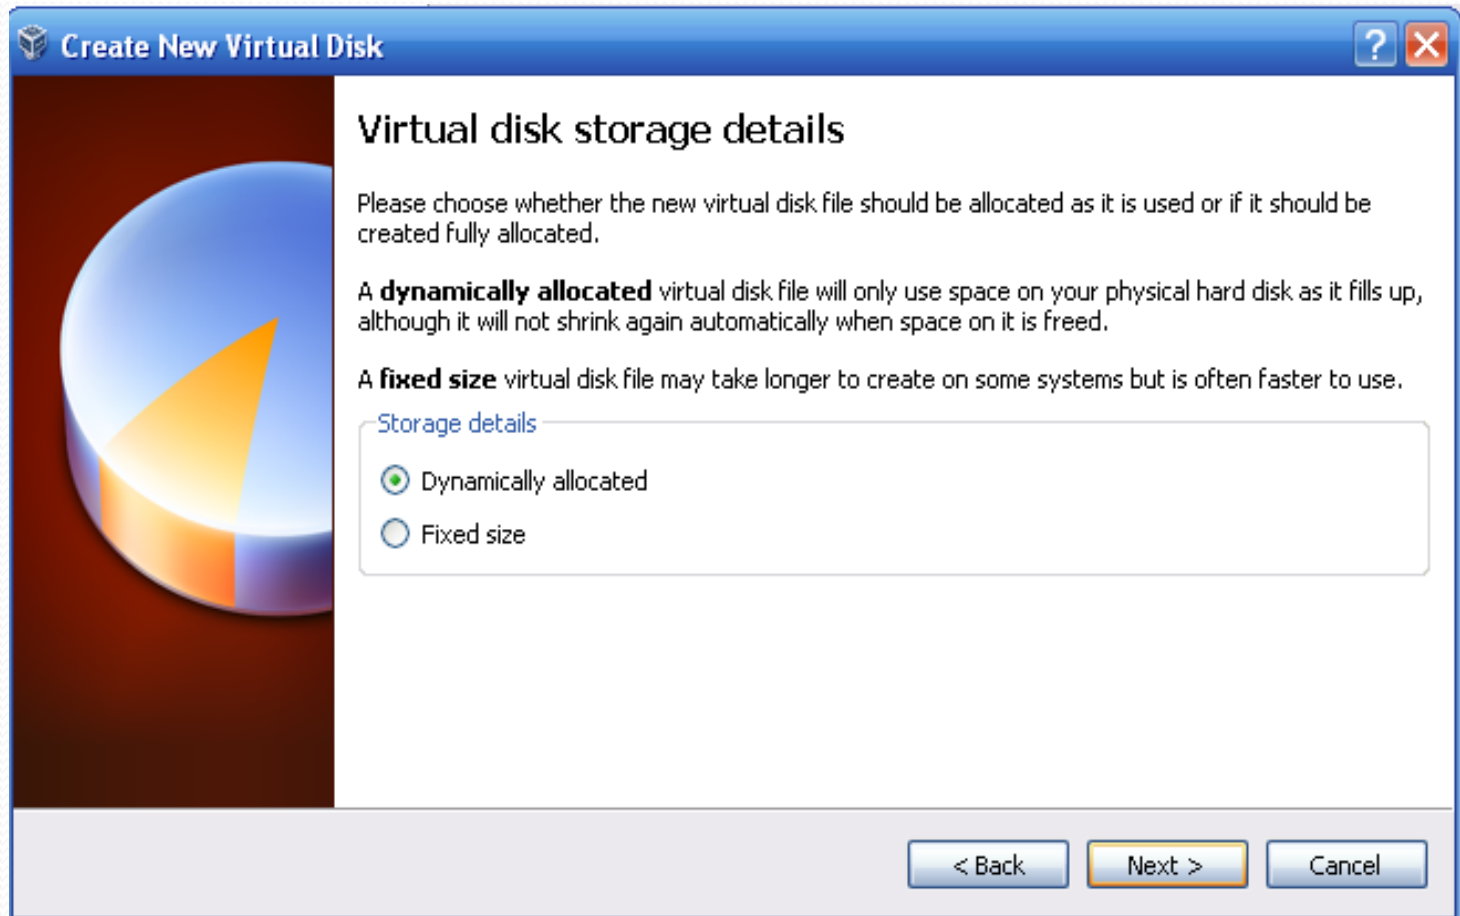 Create New Virtual Disk
?
Virtual disk storage details
Please choose whether the new virtual disk file should be allocated as it is used or if it should be
created fully allocated.
A dynamically allocated virtual disk file will only use space on your physical hard disk as it fills up,
although it will not shrink again automatically when space on it is freed.
A fixed size virtual disk file may take longer to create on some systems but is often faster to use.
Storage details
Dynamically allocated
Fixed size
< Back Next > Cancel